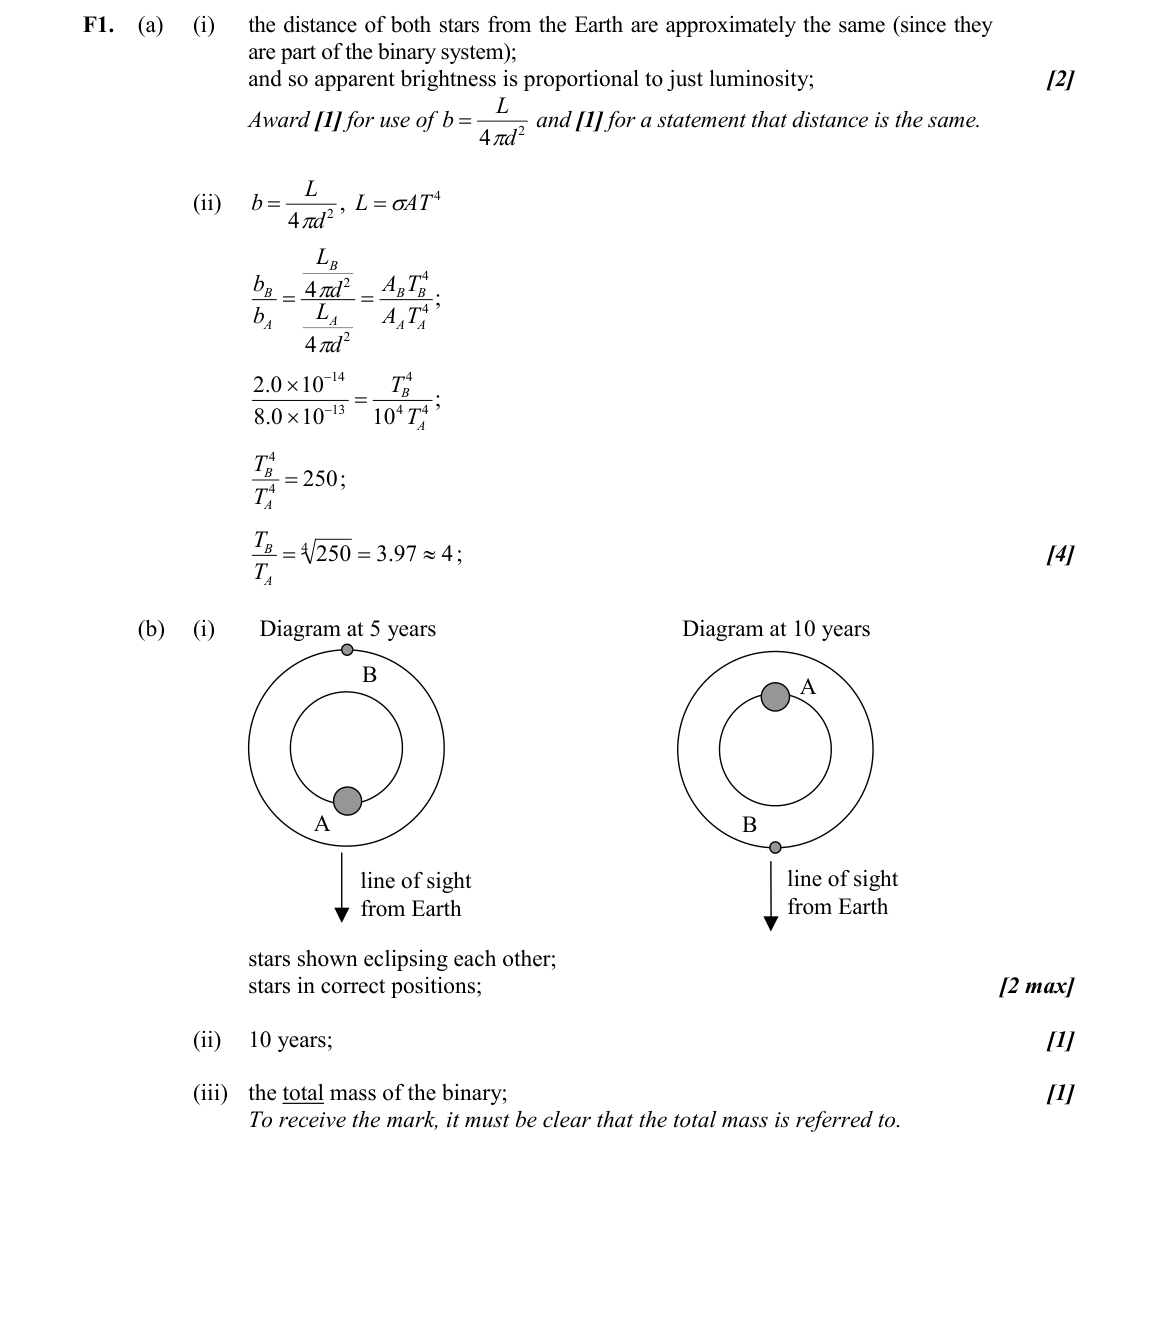 F1. (a) (i) the distance of both stars from the Earth are approximately the same (since they
are part of the binary system);
and so apparent brightness is proportional to just luminosity; [2]
Award [1] for use of b = L / 4πd² and [1] for a statement that distance is the same.
(ii) b = L / 4πd², L = σAT⁴
b_B / b_A = (L_B / 4πd²) / (L_A / 4πd²) = A_B T_B⁴ / A_A T_A⁴;
2.0 × 10⁻¹⁴ / 8.0 × 10⁻¹³ = T_B⁴ / 10⁴ T_A⁴;
T_B⁴ / T_A⁴ = 250;
T_B / T_A = ∜250 = 3.97 ≈ 4; [4]
(b) (i) Diagram at 5 years Diagram at 10 years
B
A
A
B
line of sight
from Earth
line of sight
from Earth
stars shown eclipsing each other;
stars in correct positions; [2 max]
(ii) 10 years; [1]
(iii) the total mass of the binary; [1]
To receive the mark, it must be clear that the total mass is referred to.